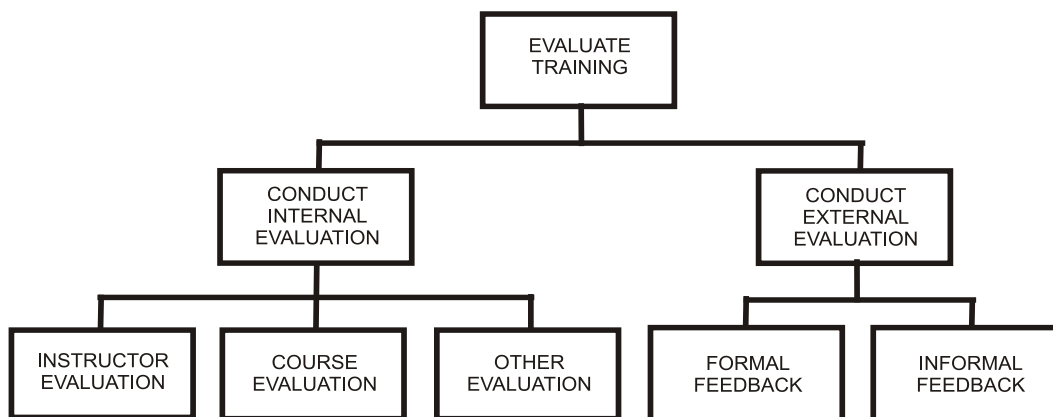 EVALUATE
TRAINING
CONDUCT
INTERNAL
EVALUATION
CONDUCT
EXTERNAL
EVALUATION
INSTRUCTOR
EVALUATION
COURSE
EVALUATION
OTHER
EVALUATION
FORMAL
FEEDBACK
INFORMAL
FEEDBACK